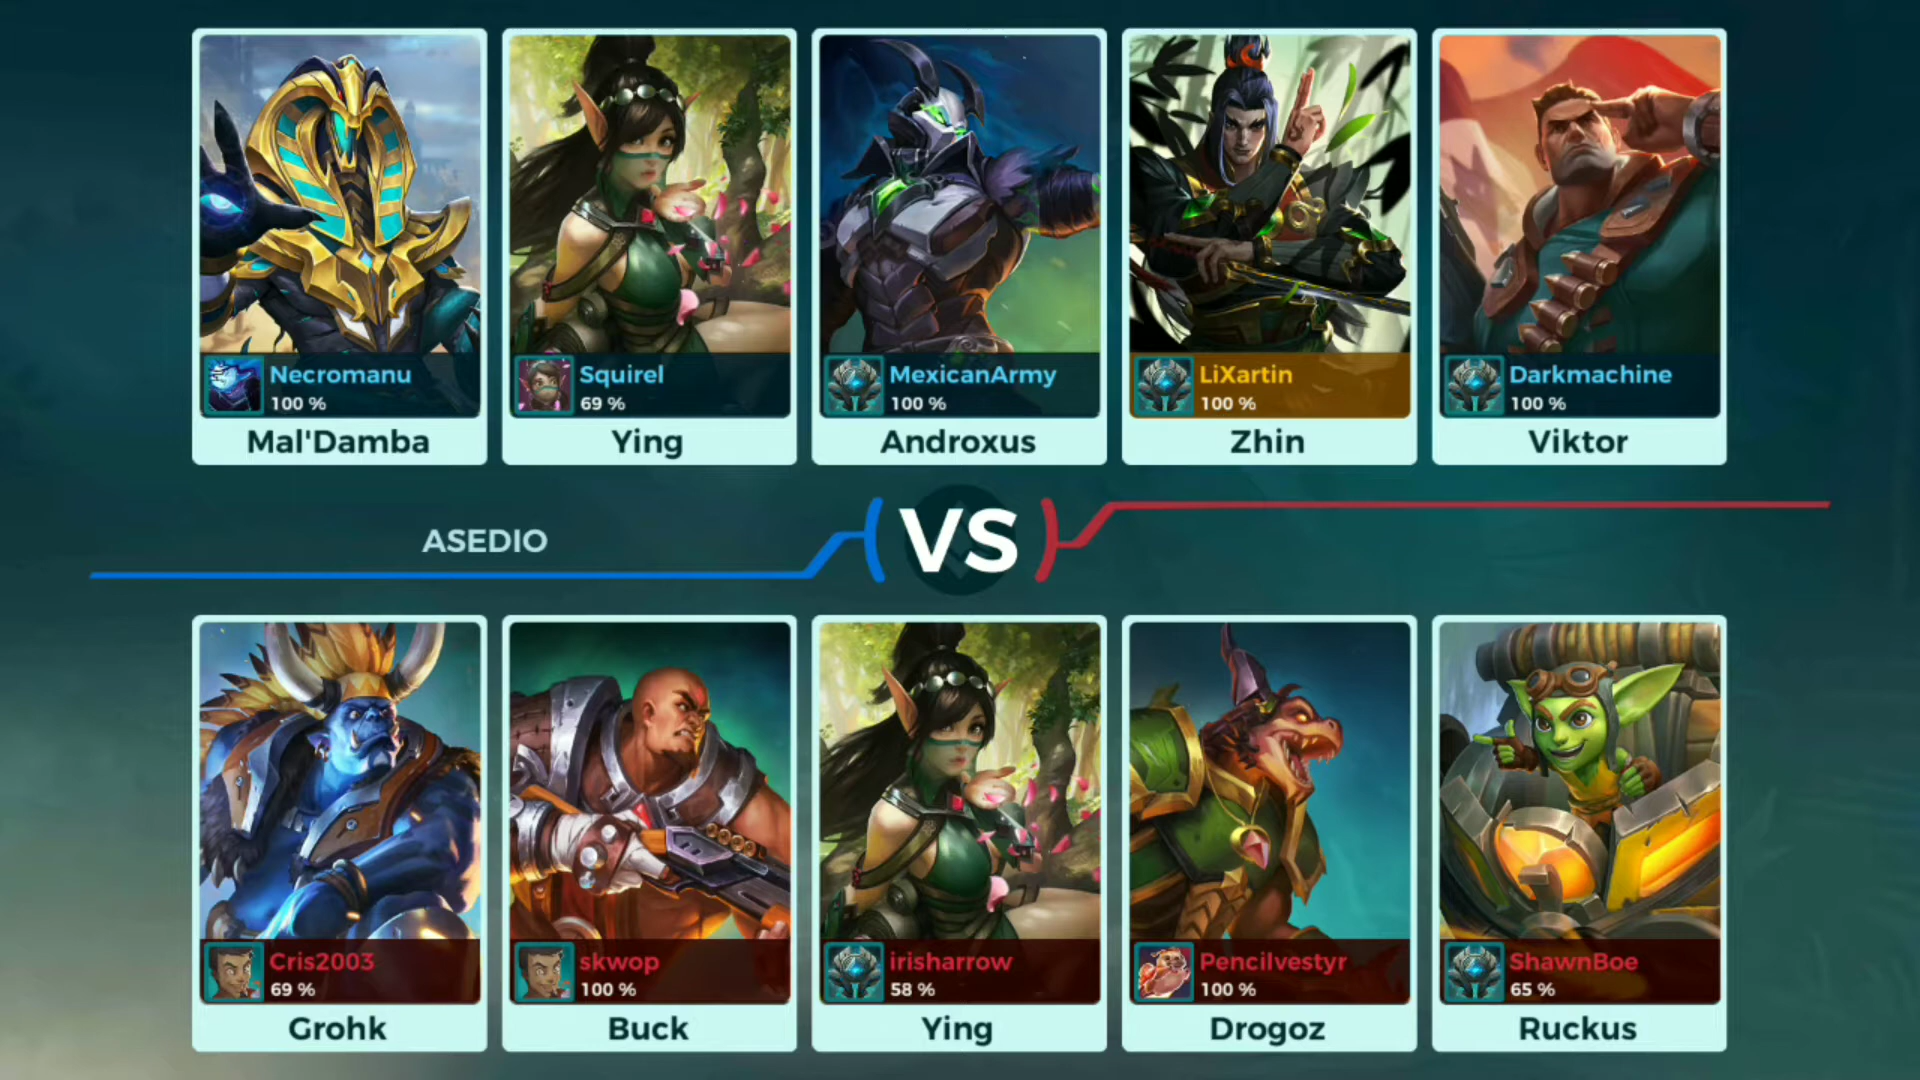 Necromanu
100 %
Mal'Damba
Squirel
69 %
Ying
MexicanArmy
100 %
Androxus
LiXartin
100 %
Zhin
Darkmachine
100 %
Viktor
ASEDIO
VS
Cris2003
69 %
Grohk
skwop
100 %
Buck
irisharrow
58 %
Ying
Pencilvestyr
100 %
Drogoz
ShawnBoe
65 %
Ruckus